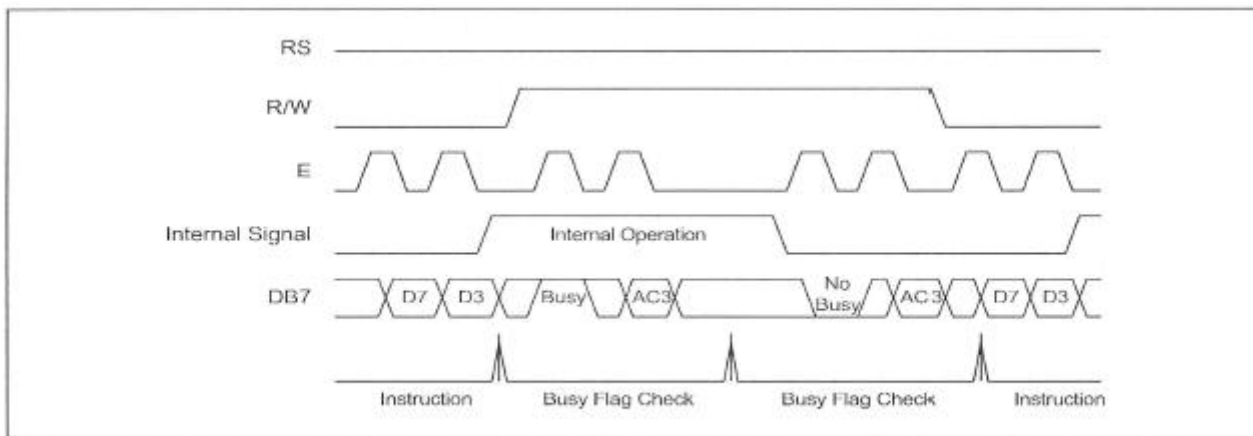 RS
R/W
E
Internal Signal
Internal Operation
DB7
D7
D3
Busy
AC3
No
Busy
AC3
D7
D3
Instruction
Busy Flag Check
Busy Flag Check
Instruction